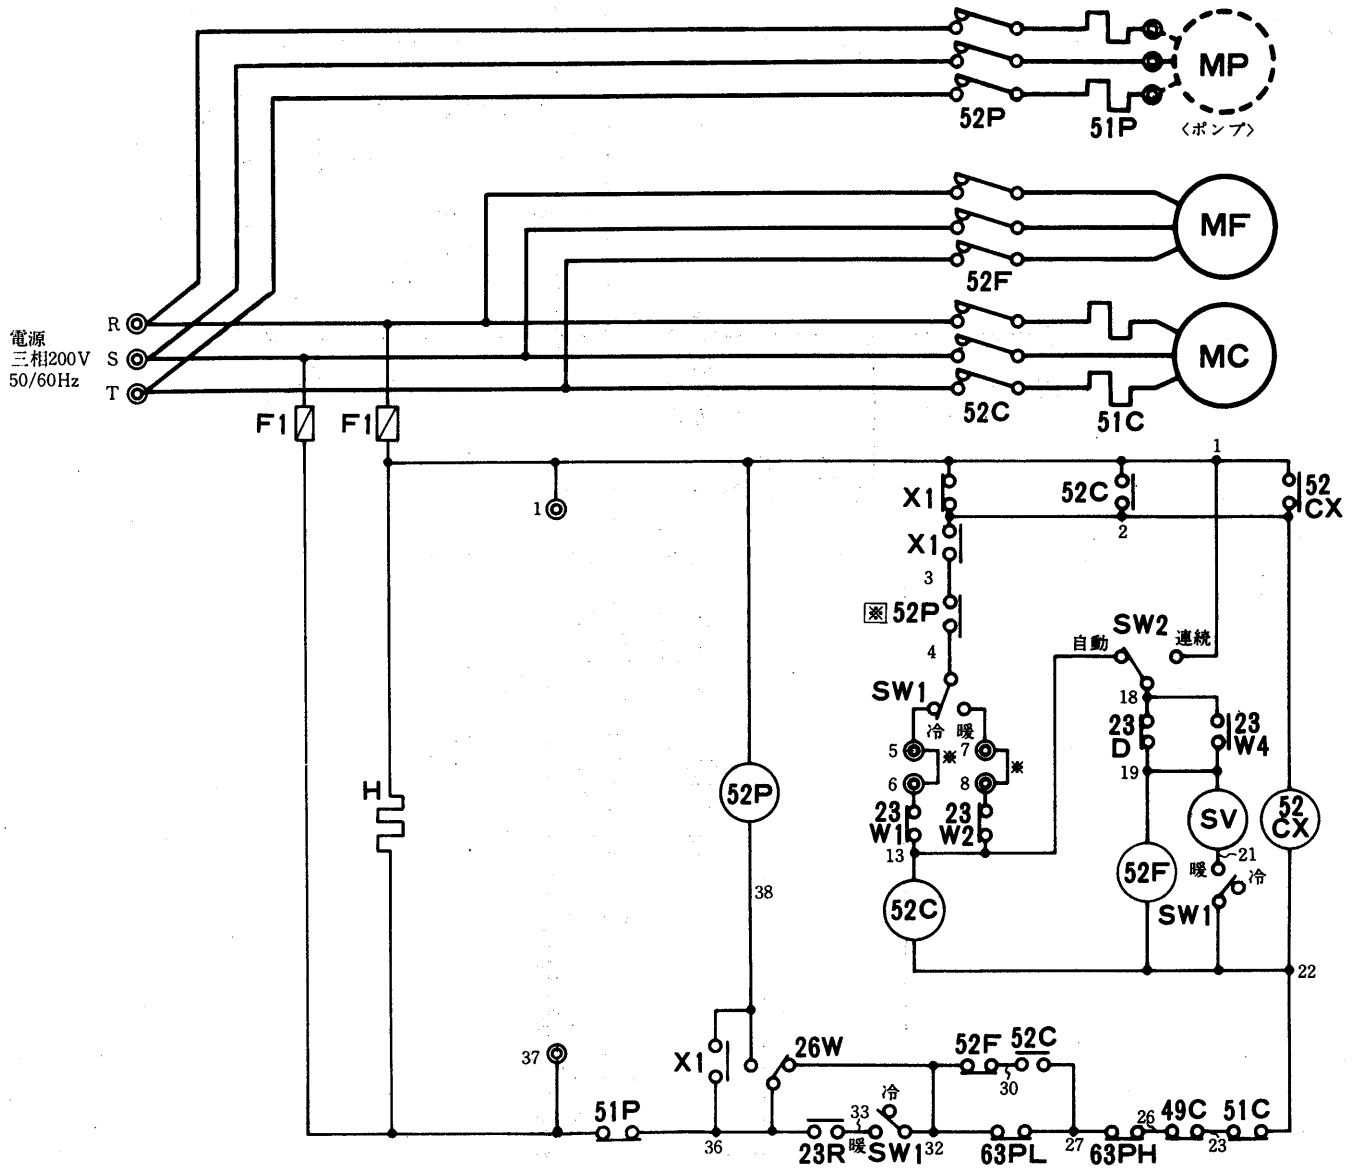 MP
52P
51P
〈ポンプ〉
MF
52F
電源
三相200V
50/60Hz
R
S
T
MC
52C
51C
F1
F1
1
1
X1
52C
52
CX
2
X1
3
※ 52P
4
SW2
自動
連続
SW1
冷
暖
18
23
D
23
W4
5
※
7
※
19
6
8
H
52P
23
W1
23
W2
SV
52
CX
13
21
52F
暖
冷
38
52C
SW1
22
37
X1
26W
52F
52C
30
冷
51P
33
49C
51C
26
36
23R
暖
SW1
32
63PL
27
63PH
23